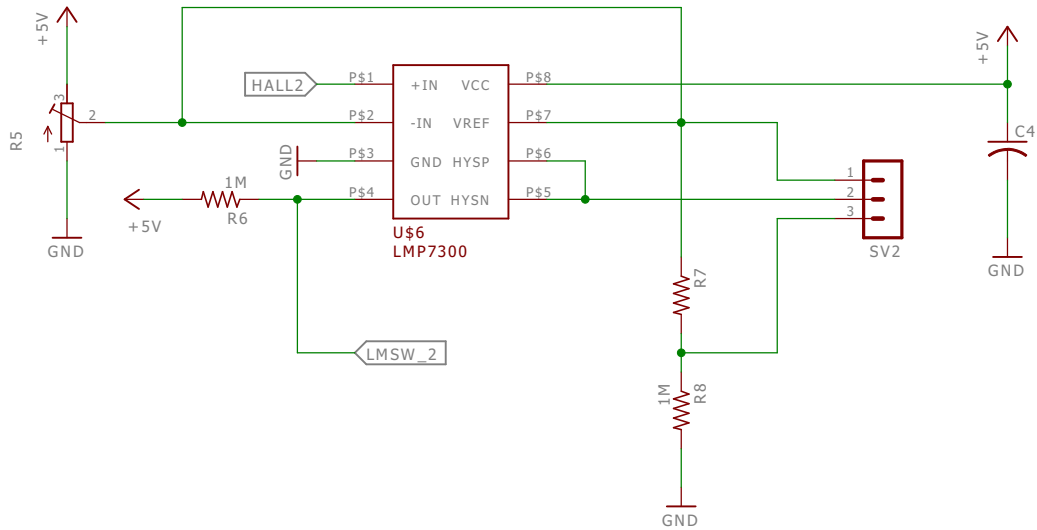 +5V
R5
3
2
1
GND
HALL2
P$1
P$2
P$3
P$4
GND
+IN
-IN
GND
OUT
VCC
VREF
HYSP
HYSN
P$8
P$7
P$6
P$5
U$6
LMP7300
1M
R6
+5V
LMSW_2
R7
1M
R8
GND
1
2
3
SV2
+5V
C4
GND